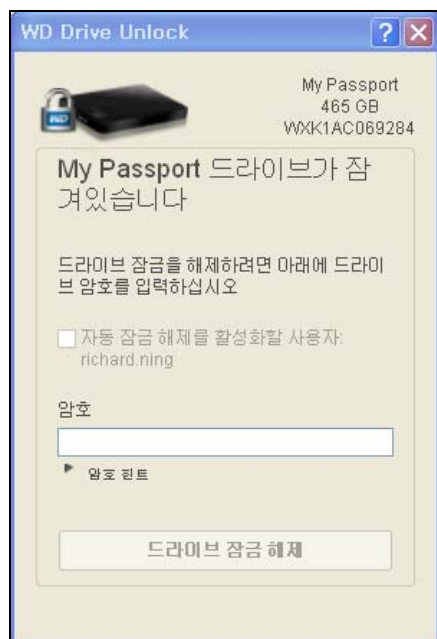 WD Drive Unlock
?
My Passport
465 GB
WXK1AC069284
WD
My Passport 드라이브가 잠
겨있습니다
드라이브 잠금을 해제하려면 아래에 드라이
브 암호를 입력하십시오
자동 잠금 해제를 활성화할 사용자:
richard.ning
암호
암호 힌트
드라이브 잠금 해제